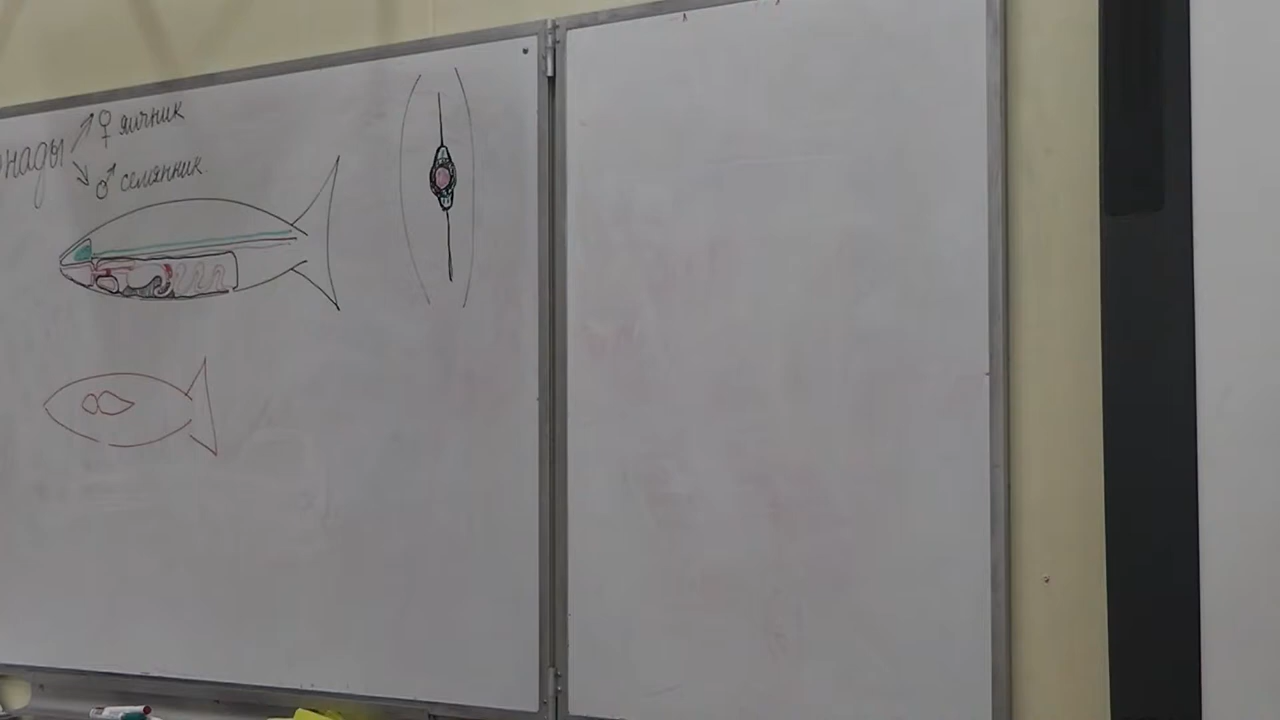 ♀ яичник
нады
♂ семянник